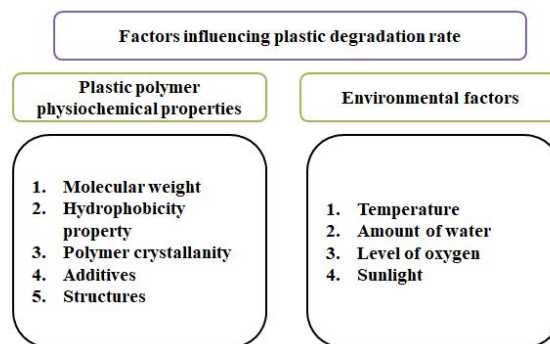 Factors influencing plastic degradation rate
Plastic polymer
physiochemical properties
Environmental factors
1. Molecular weight
2. Hydrophobicity
property
3. Polymer crystallanity
4. Additives
5. Structures
1. Temperature
2. Amount of water
3. Level of oxygen
4. Sunlight